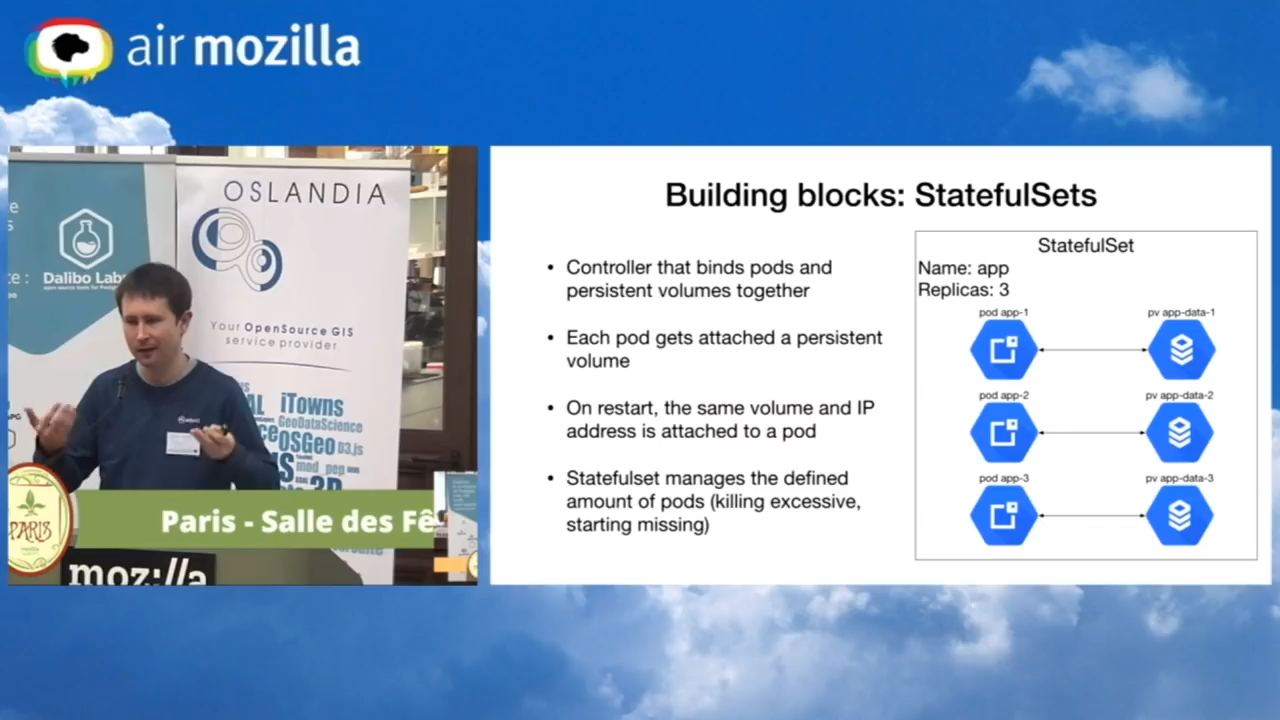 air mozilla
OSLANDIA
Dalibo Labs
Your OpenSource GIS
service provider
iTowns
GeoDataScience
OSGeo D3.js
mod_pep
PARIS
mozilla
Paris - Salle des Fê
moz://a
Building blocks: StatefulSets
• Controller that binds pods and
persistent volumes together
• Each pod gets attached a persistent
volume
• On restart, the same volume and IP
address is attached to a pod
• Statefulset manages the defined
amount of pods (killing excessive,
starting missing)
StatefulSet
Name: app
Replicas: 3
pod app-1
pv app-data-1
pod app-2
pv app-data-2
pod app-3
pv app-data-3